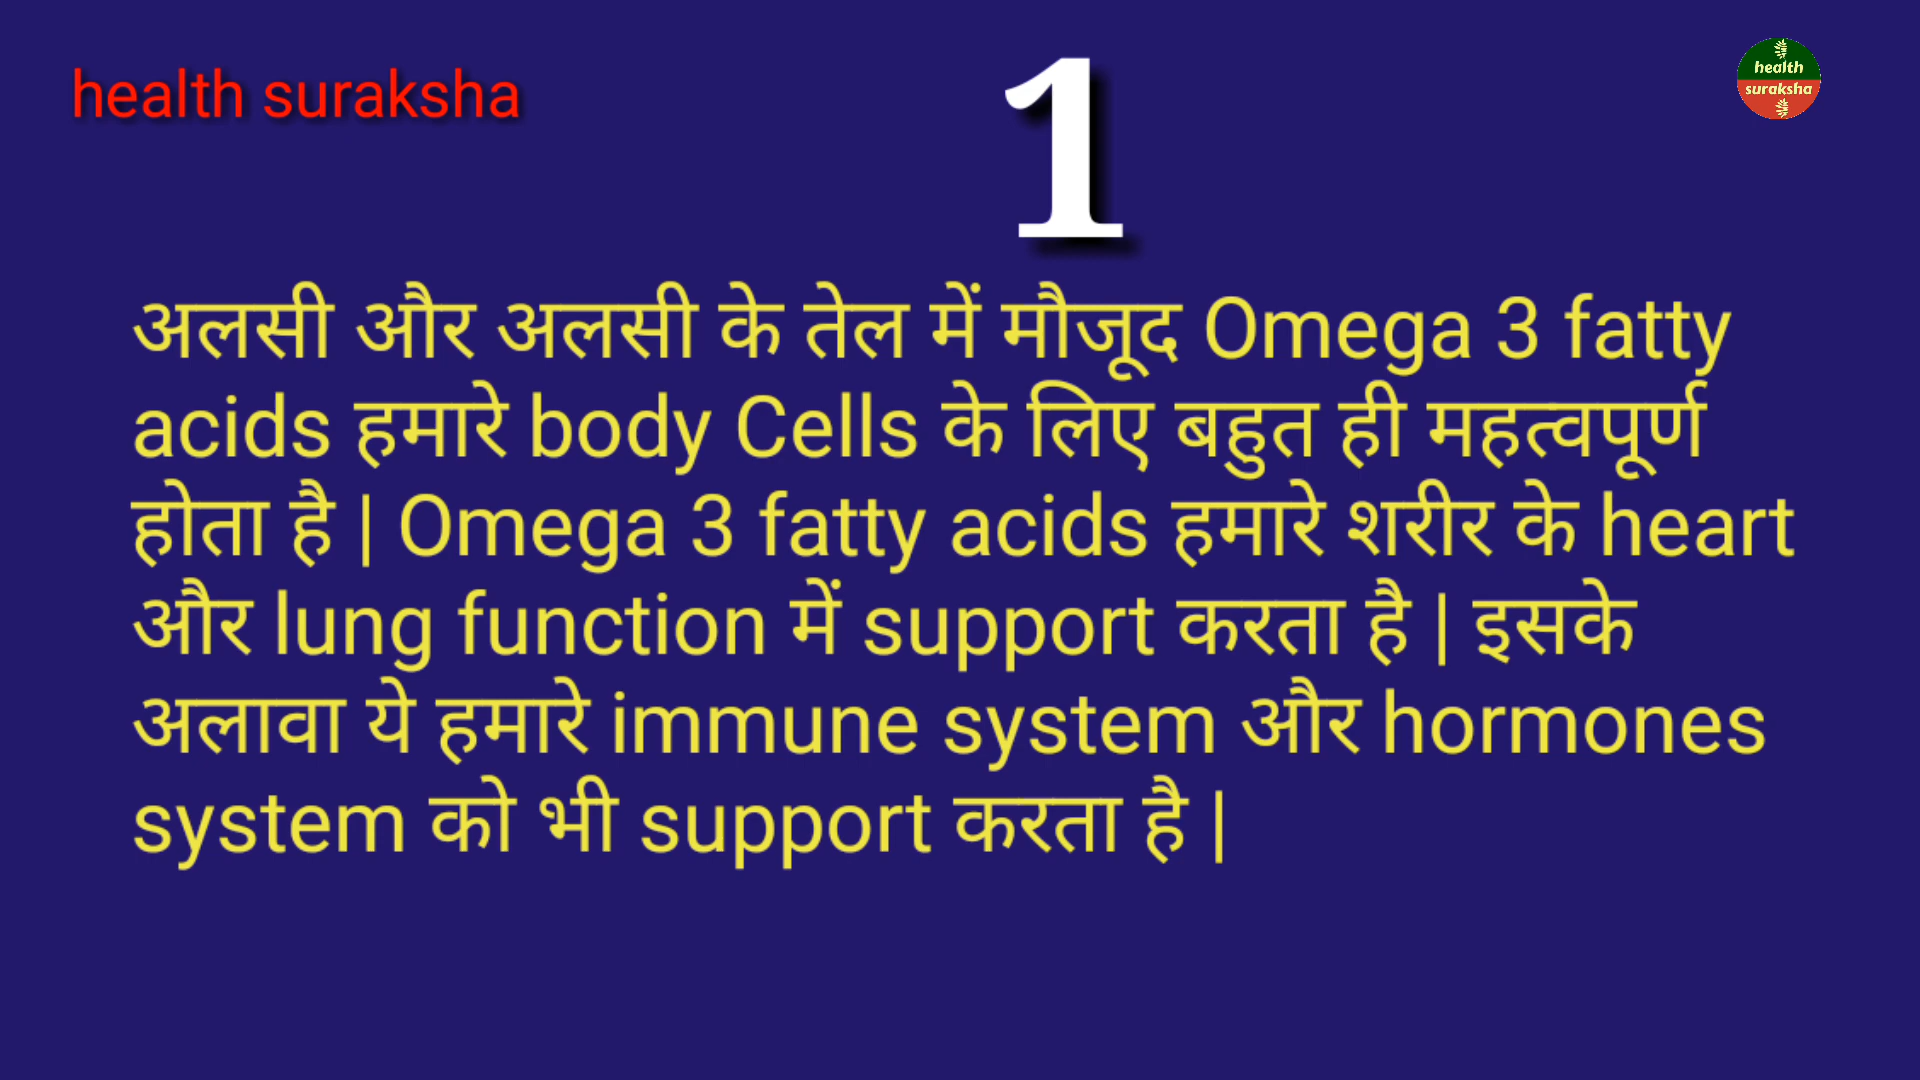 health suraksha
1
health
suraksha
अलसी और अलसी के तेल में मौजूद Omega 3 fatty
acids हमारे body Cells के लिए बहुत ही महत्वपूर्ण
होता है | Omega 3 fatty acids हमारे शरीर के heart
और lung function में support करता है | इसके
अलावा ये हमारे immune system और hormones
system को भी support करता है |